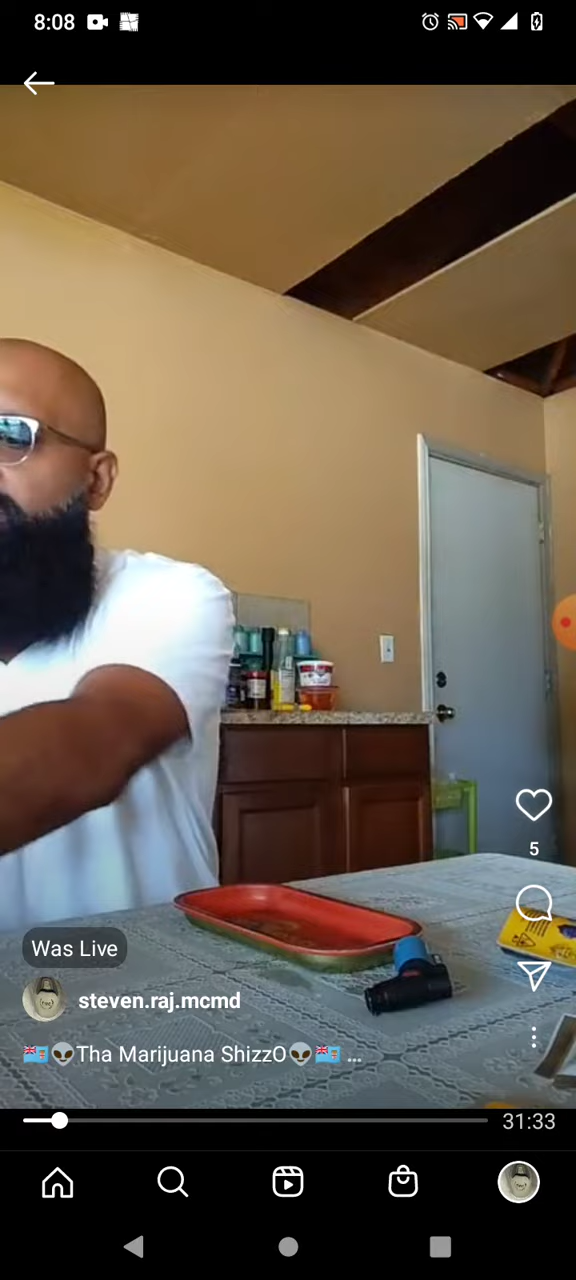 8:08
5
Was Live
steven.raj.mcmd
🇫🇯👽Tha Marijuana ShizzO👽🇫🇯 ...
31:33